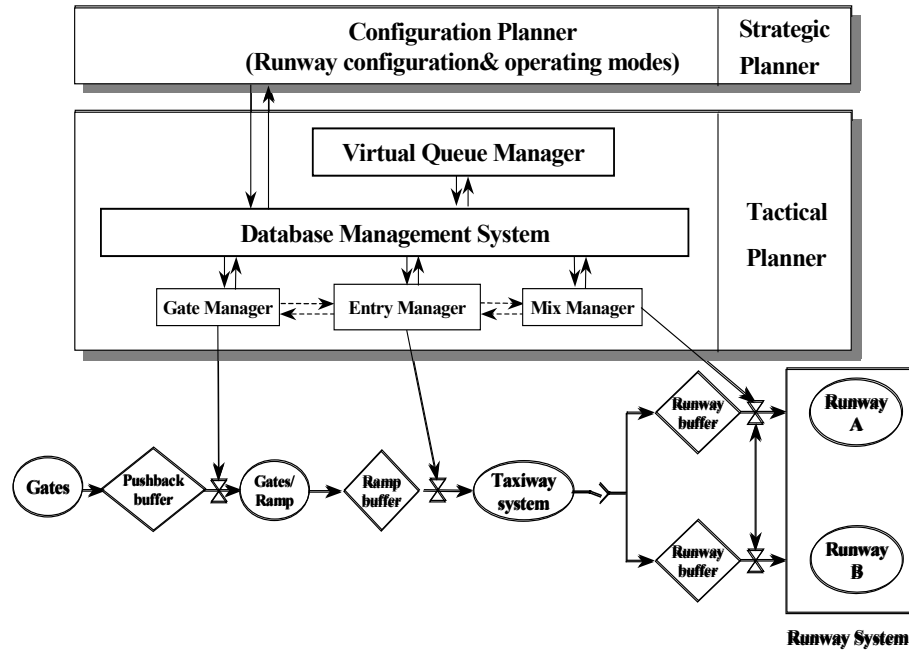 Configuration Planner
(Runway configuration& operating modes)
Strategic
Planner
Virtual Queue Manager
Database Management System
Tactical
Planner
Gate Manager
Entry Manager
Mix Manager
Gates
Pushback
buffer
Gates/
Ramp
Ramp
buffer
Taxiway
system
Runway
buffer
Runway
A
Runway
buffer
Runway
B
Runway System